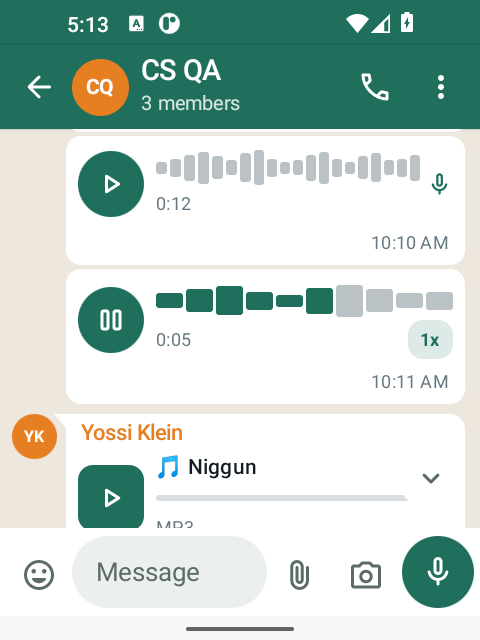 5:13
A
CQ
CS QA
3 members
0:12
10:10 AM
0:05
1x
10:11 AM
YK
Yossi Klein
🎵 Niggun
MP3
Message